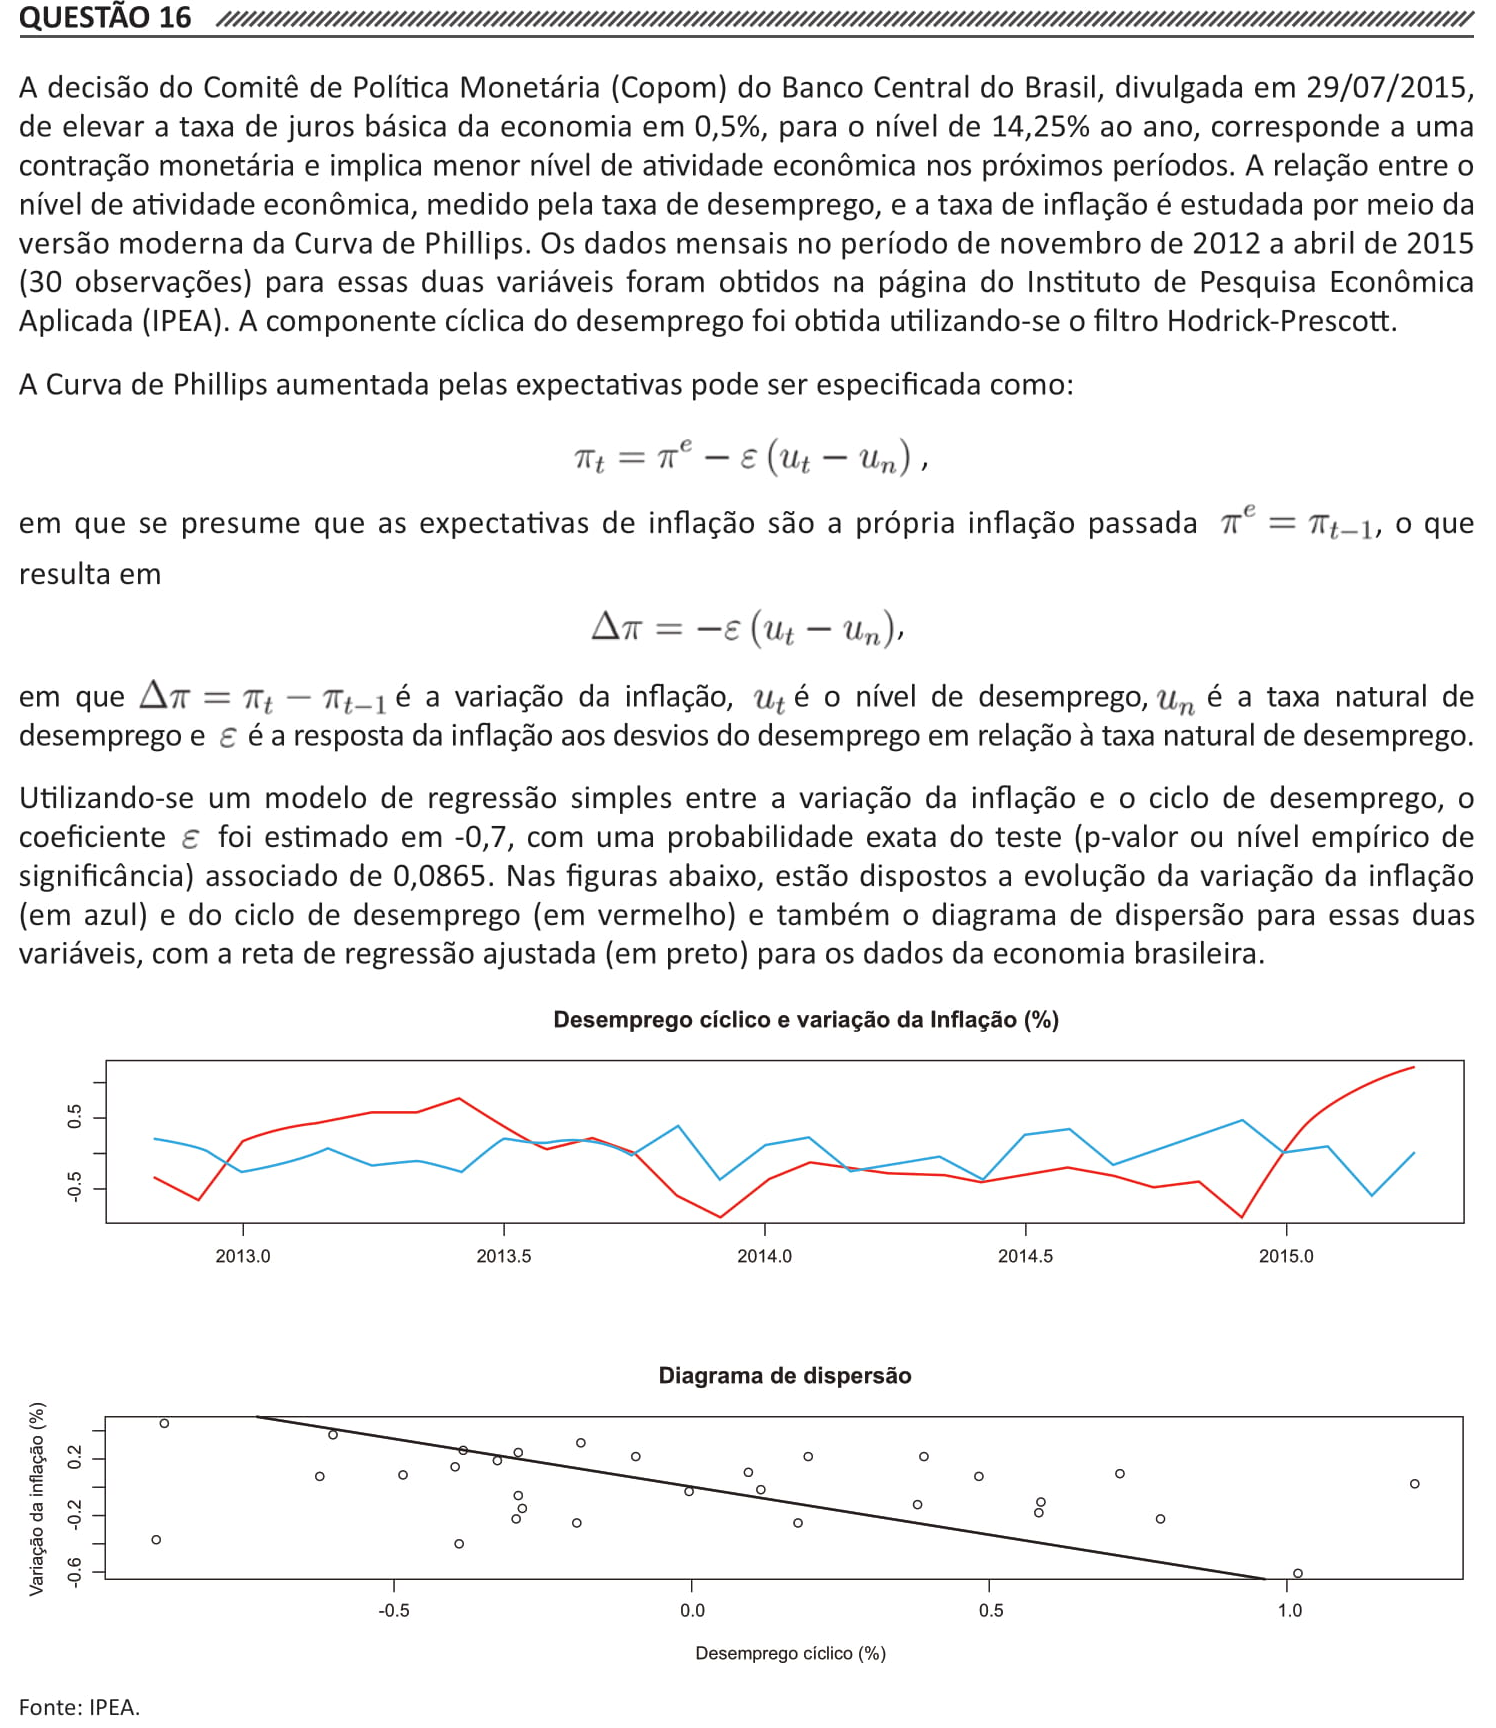 QUESTÃO 16
A decisão do Comitê de Política Monetária (Copom) do Banco Central do Brasil, divulgada em 29/07/2015,
de elevar a taxa de juros básica da economia em 0,5%, para o nível de 14,25% ao ano, corresponde a uma
contração monetária e implica menor nível de atividade econômica nos próximos períodos. A relação entre o
nível de atividade econômica, medido pela taxa de desemprego, e a taxa de inflação é estudada por meio da
versão moderna da Curva de Phillips. Os dados mensais no período de novembro de 2012 a abril de 2015
(30 observações) para essas duas variáveis foram obtidos na página do Instituto de Pesquisa Econômica
Aplicada (IPEA). A componente cíclica do desemprego foi obtida utilizando-se o filtro Hodrick-Prescott.
A Curva de Phillips aumentada pelas expectativas pode ser especificada como:
π_t = π^e − ε (u_t − u_n) ,
em que se presume que as expectativas de inflação são a própria inflação passada π^e = π_{t−1}, o que
resulta em
Δπ = −ε (u_t − u_n),
em que Δπ = π_t − π_{t−1} é a variação da inflação, u_t é o nível de desemprego, u_n é a taxa natural de
desemprego e ε é a resposta da inflação aos desvios do desemprego em relação à taxa natural de desemprego.
Utilizando-se um modelo de regressão simples entre a variação da inflação e o ciclo de desemprego, o
coeficiente ε foi estimado em -0,7, com uma probabilidade exata do teste (p-valor ou nível empírico de
significância) associado de 0,0865. Nas figuras abaixo, estão dispostos a evolução da variação da inflação
(em azul) e do ciclo de desemprego (em vermelho) e também o diagrama de dispersão para essas duas
variáveis, com a reta de regressão ajustada (em preto) para os dados da economia brasileira.
Desemprego cíclico e variação da Inflação (%)
0.5
-0.5
2013.0 2013.5 2014.0 2014.5 2015.0
Diagrama de dispersão
Variação da inflação (%)
0.2
-0.2
-0.6
-0.5 0.0 0.5 1.0
Desemprego cíclico (%)
Fonte: IPEA.